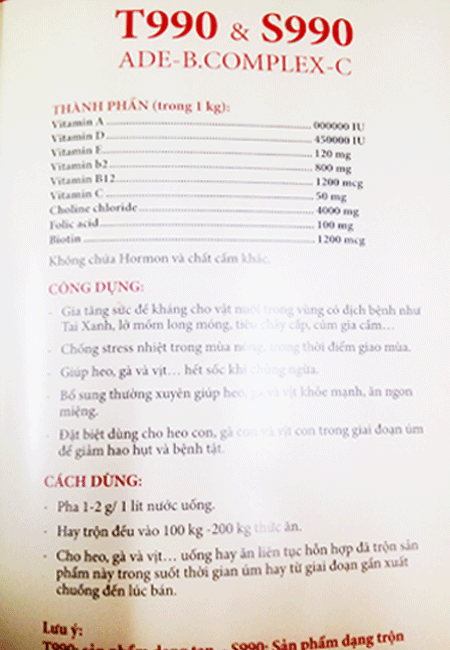 T990 & S990
ADE-B.COMPLEX-C
THÀNH PHẦN (trong 1 kg):
Vitamin A 000000 IU
Vitamin D 450000 IU
Vitamin E 120 mg
Vitamin b2 800 mg
Vitamin B12 1200 mcg
Vitamin C 50 mg
Choline chloride 4000 mg
Folic acid 100 mg
Biotin 1200 mcg
Không chứa Hormon và chất cấm khác.
CÔNG DỤNG:
- Gia tăng sức đề kháng cho vật nuôi trong vùng có dịch bệnh như
Tai Xanh, lở mồm long móng, tiêu chảy cấp, cúm gia cầm...
- Chống stress nhiệt trong mùa nóng, trong thời điểm giao mùa.
- Giúp heo, gà và vịt... hết sốc khi chủng ngừa.
- Bổ sung thường xuyên giúp heo, gà và vịt khỏe mạnh, ăn ngon
miệng.
- Đặt biệt dùng cho heo con, gà con và vịt con trong giai đoạn úm
để giảm hao hụt và bệnh tật.
CÁCH DÙNG:
- Pha 1-2 g/ 1 lít nước uống.
- Hay trộn đều vào 100 kg -200 kg thức ăn.
- Cho heo, gà và vịt... uống hay ăn liên tục hỗn hợp đã trộn sản
phẩm này trong suốt thời gian úm hay từ giai đoạn gần xuất
chuồng đến lúc bán.
Lưu ý:
T990: sản phẩm dạng tan - S990: Sản phẩm dạng trộn